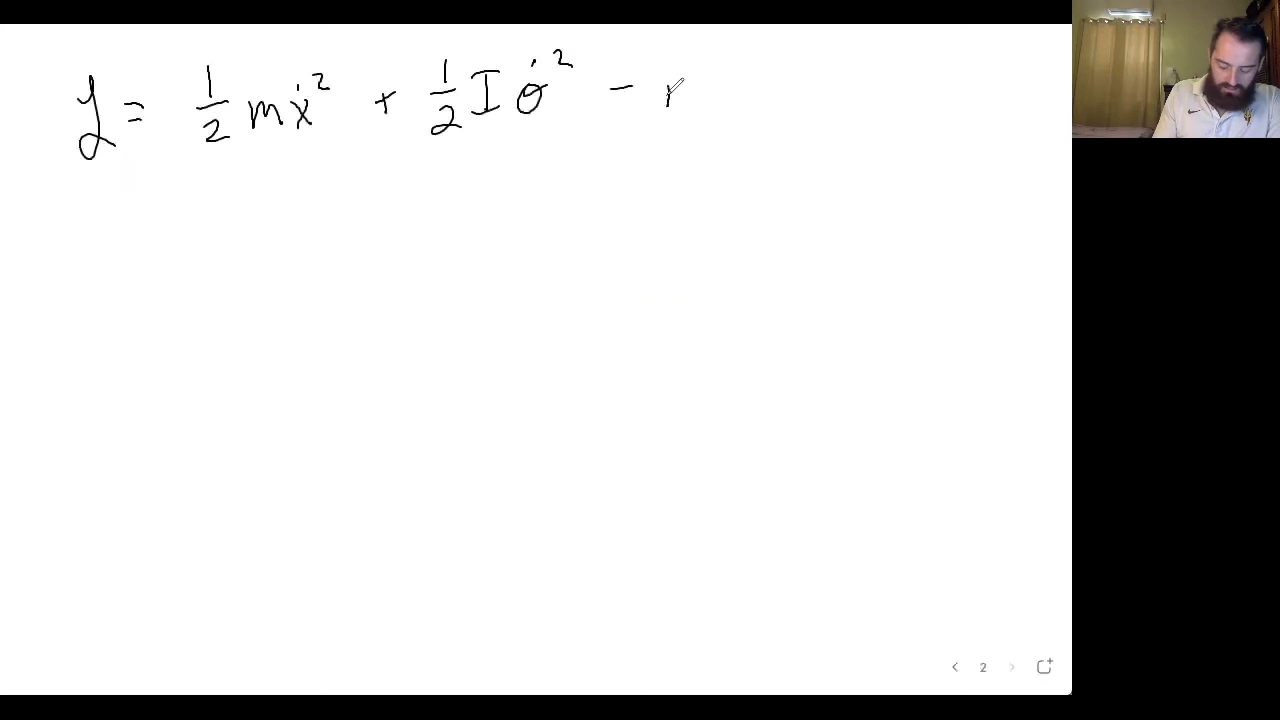 ℒ = 1/2 mẋ² + 1/2 I θ̇² -
2